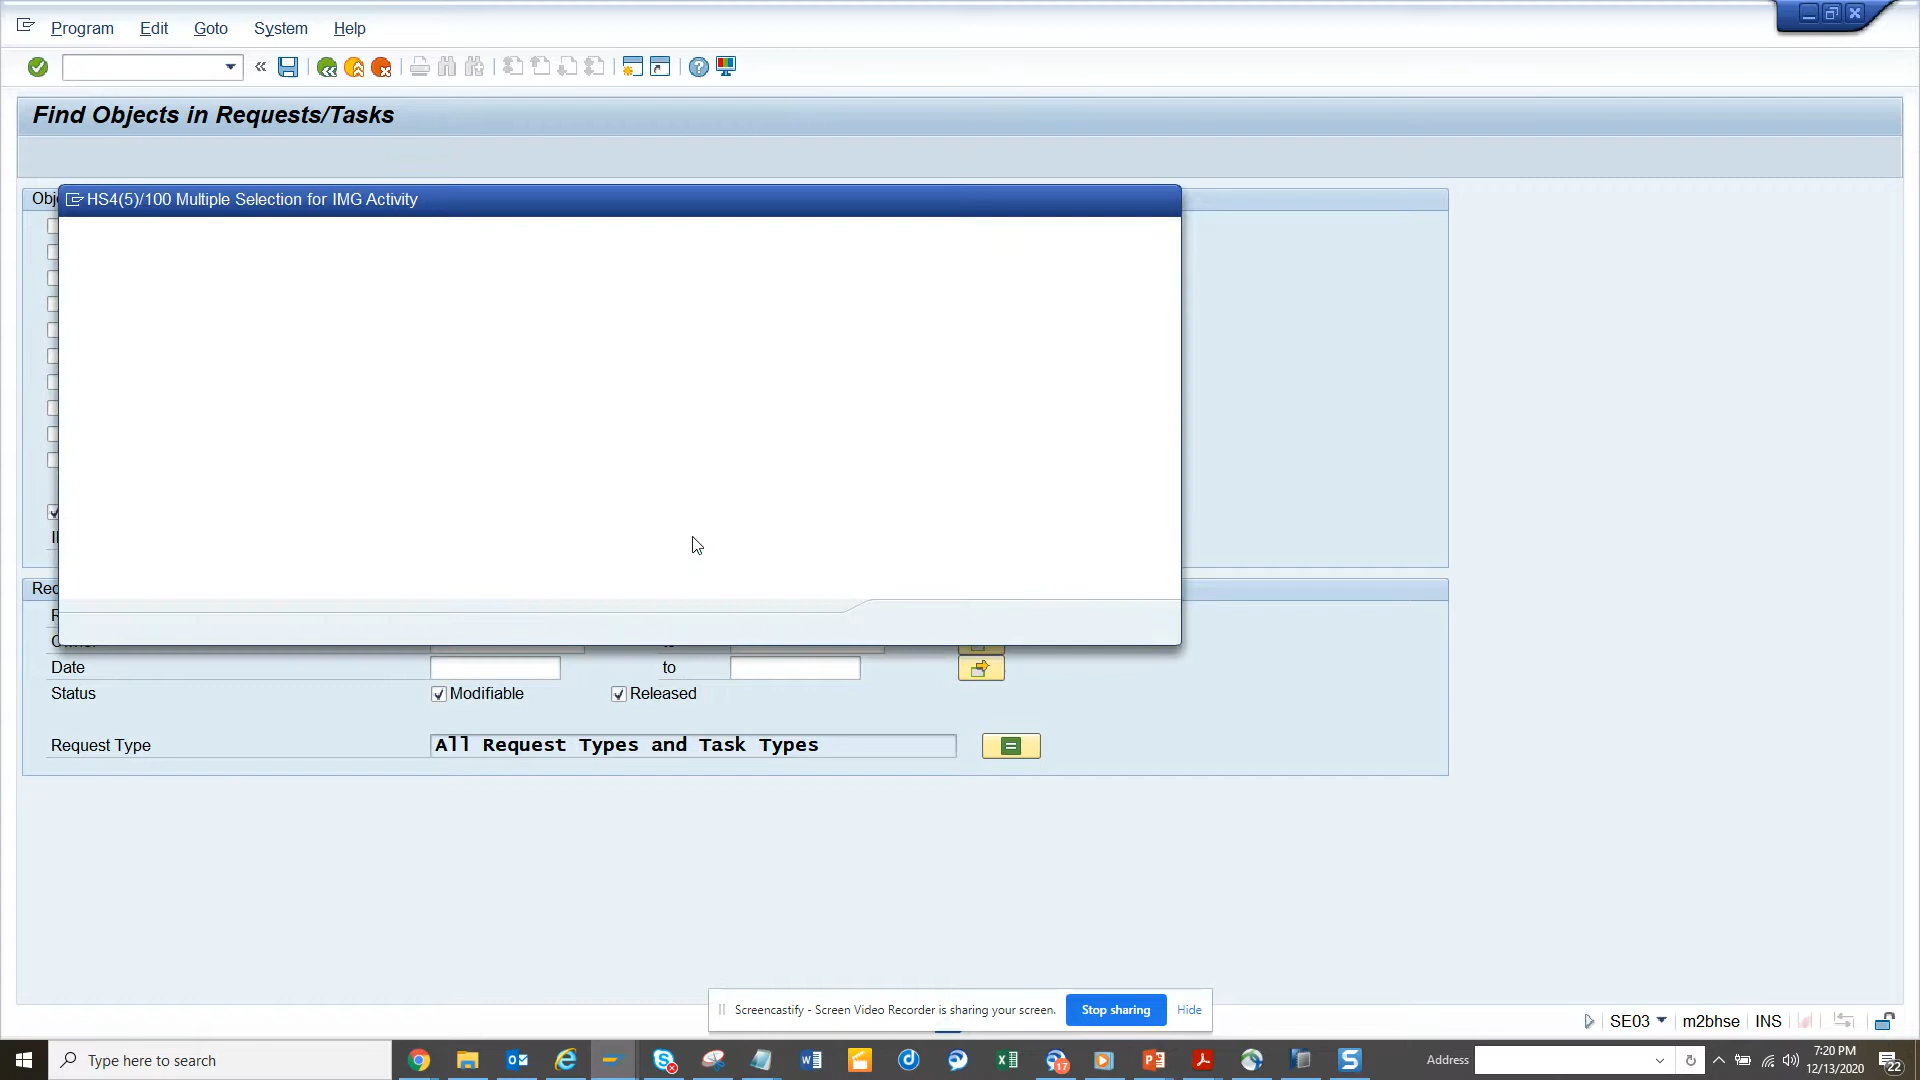 Program Edit Goto System Help
Find Objects in Requests/Tasks
HS4(5)/100 Multiple Selection for IMG Activity
Date to
Status Modifiable Released
Request Type All Request Types and Task Types
Screencastify - Screen Video Recorder is sharing your screen. Stop sharing Hide
SE03 m2bhse INS
Type here to search
17
Address
7:20 PM
12/13/2020
22